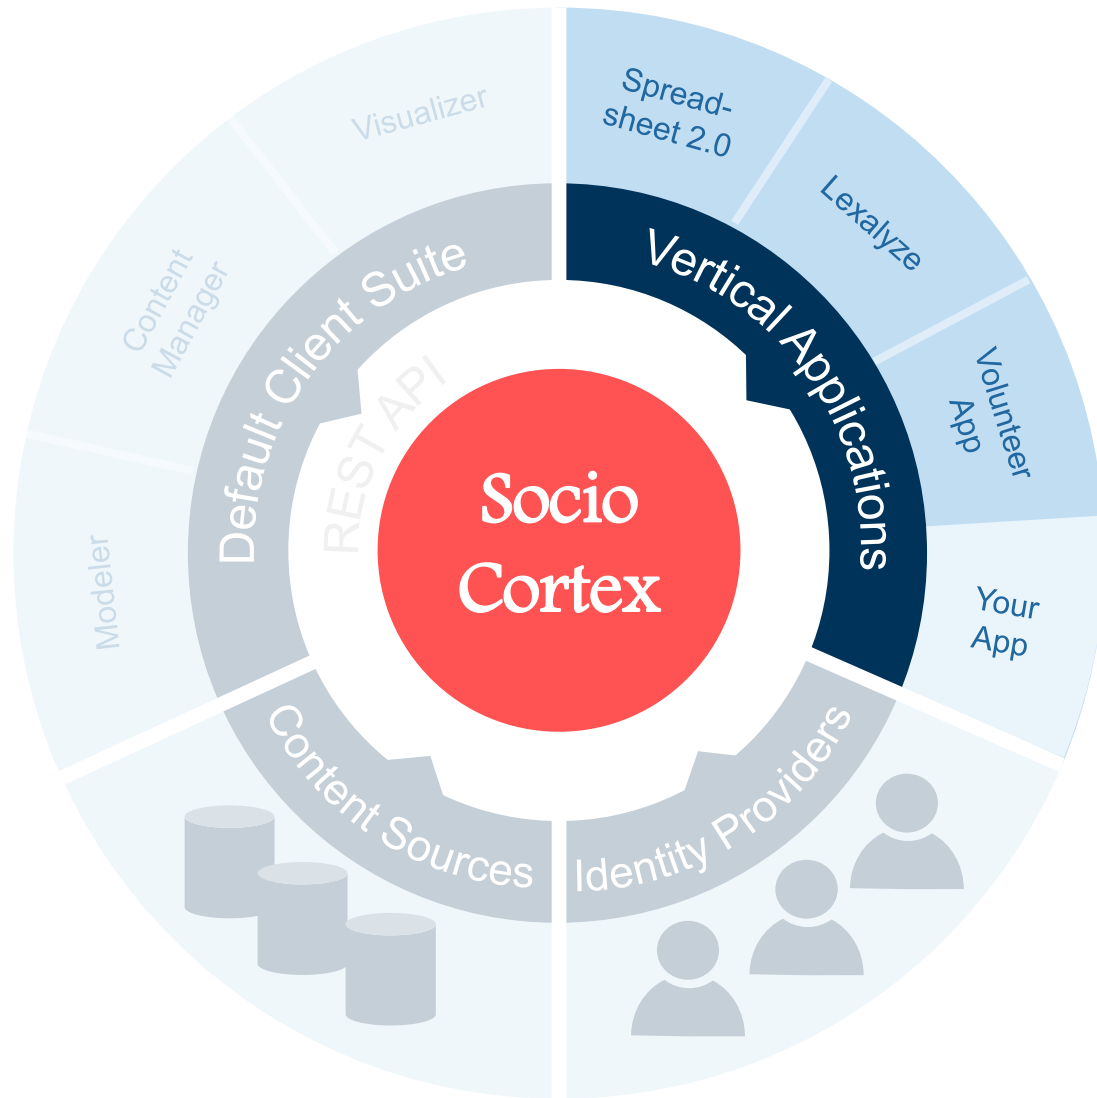 Visualizer
Content
Manager
Modeler
Default Client Suite
REST API
Spread-
sheet 2.0
Lexalyze
Volunteer
App
Your
App
Vertical Applications
Socio
Cortex
Content Sources
Identity Providers